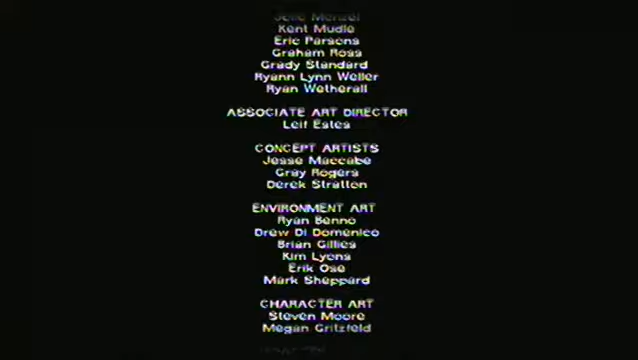 Kent Mudle
Eric Parsons
Graham Ross
Grady Standard
Ryann Lynn Weller
Ryan Wetherall
ASSOCIATE ART DIRECTOR
Leif Estes
CONCEPT ARTISTS
Jesse Maccabe
Gray Rogers
Derek Stratton
ENVIRONMENT ART
Ryan Benno
Drew Di Domenico
Brian Gillies
Kim Lyons
Erik Ose
Mark Sheppard
CHARACTER ART
Steven Moore
Megan Gritzfeld